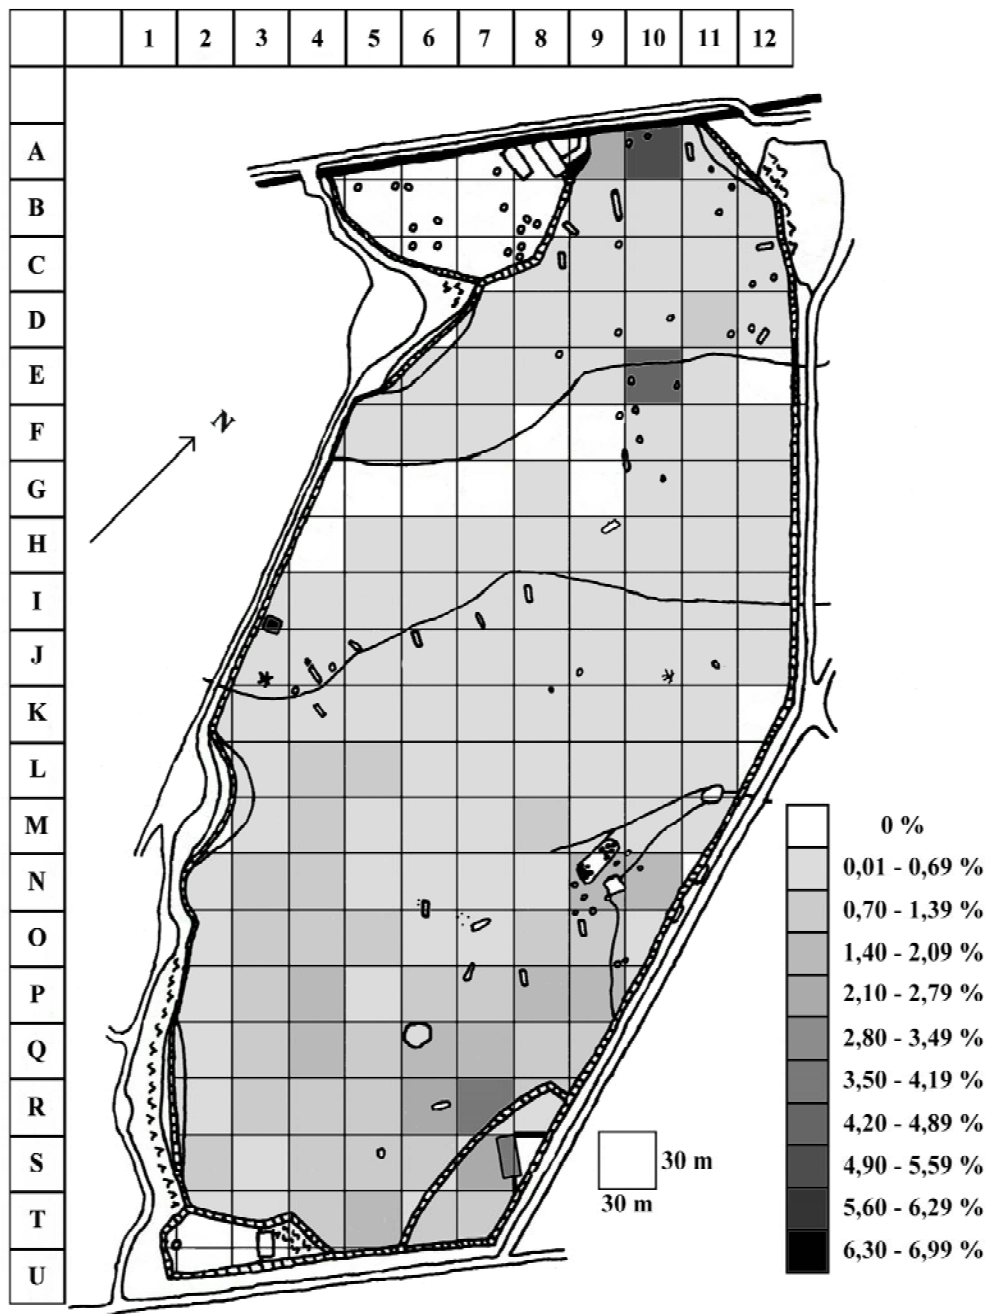 1 2 3 4 5 6 7 8 9 10 11 12
A
B
C
D
E
F
N
G
H
I
J
K
L
M
N
O
P
Q
R
S
T
U
0 %
0,01 - 0,69 %
0,70 - 1,39 %
1,40 - 2,09 %
2,10 - 2,79 %
2,80 - 3,49 %
3,50 - 4,19 %
4,20 - 4,89 %
4,90 - 5,59 %
5,60 - 6,29 %
6,30 - 6,99 %
30 m
30 m